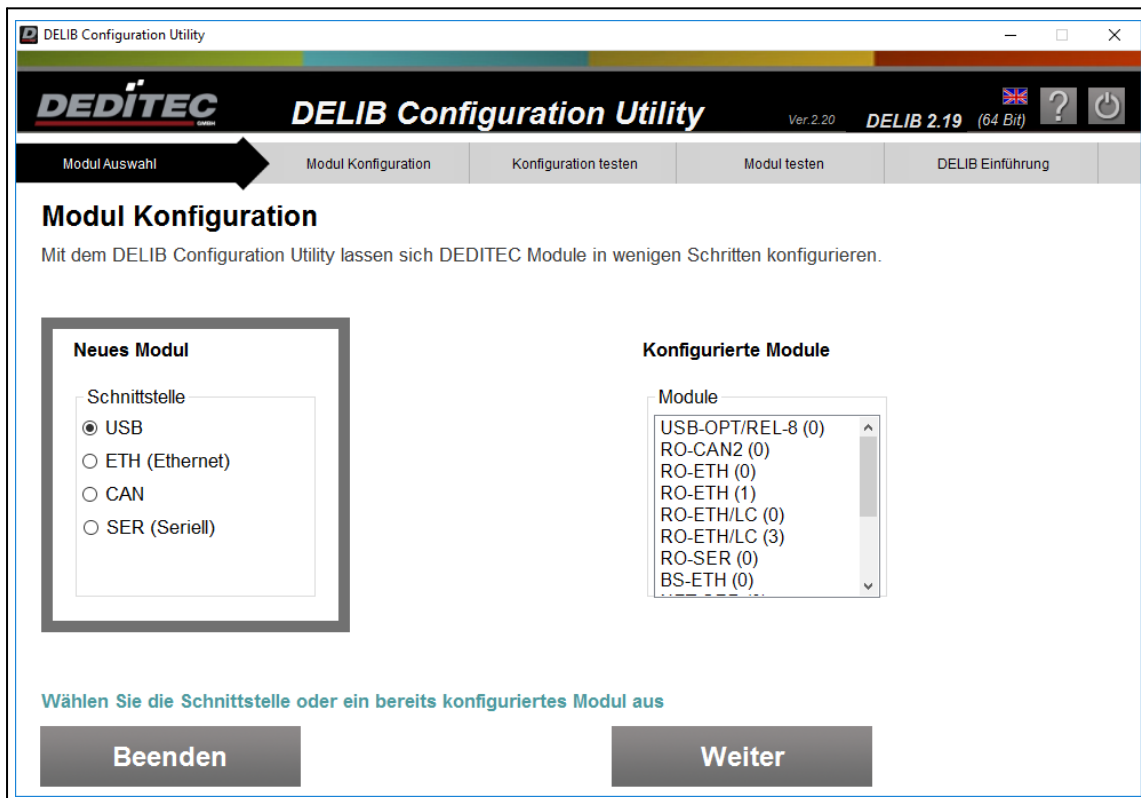 DELIB Configuration Utility
DEDITEC
GMBH
DELIB Configuration Utility
Ver.2.20
DELIB 2.19 (64 Bit)
?
Modul Auswahl
Modul Konfiguration
Konfiguration testen
Modul testen
DELIB Einführung
Modul Konfiguration
Mit dem DELIB Configuration Utility lassen sich DEDITEC Module in wenigen Schritten konfigurieren.
Neues Modul
Schnittstelle
USB
ETH (Ethernet)
CAN
SER (Seriell)
Konfigurierte Module
Module
USB-OPT/REL-8 (0)
RO-CAN2 (0)
RO-ETH (0)
RO-ETH (1)
RO-ETH/LC (0)
RO-ETH/LC (3)
RO-SER (0)
BS-ETH (0)
Wählen Sie die Schnittstelle oder ein bereits konfiguriertes Modul aus
Beenden
Weiter